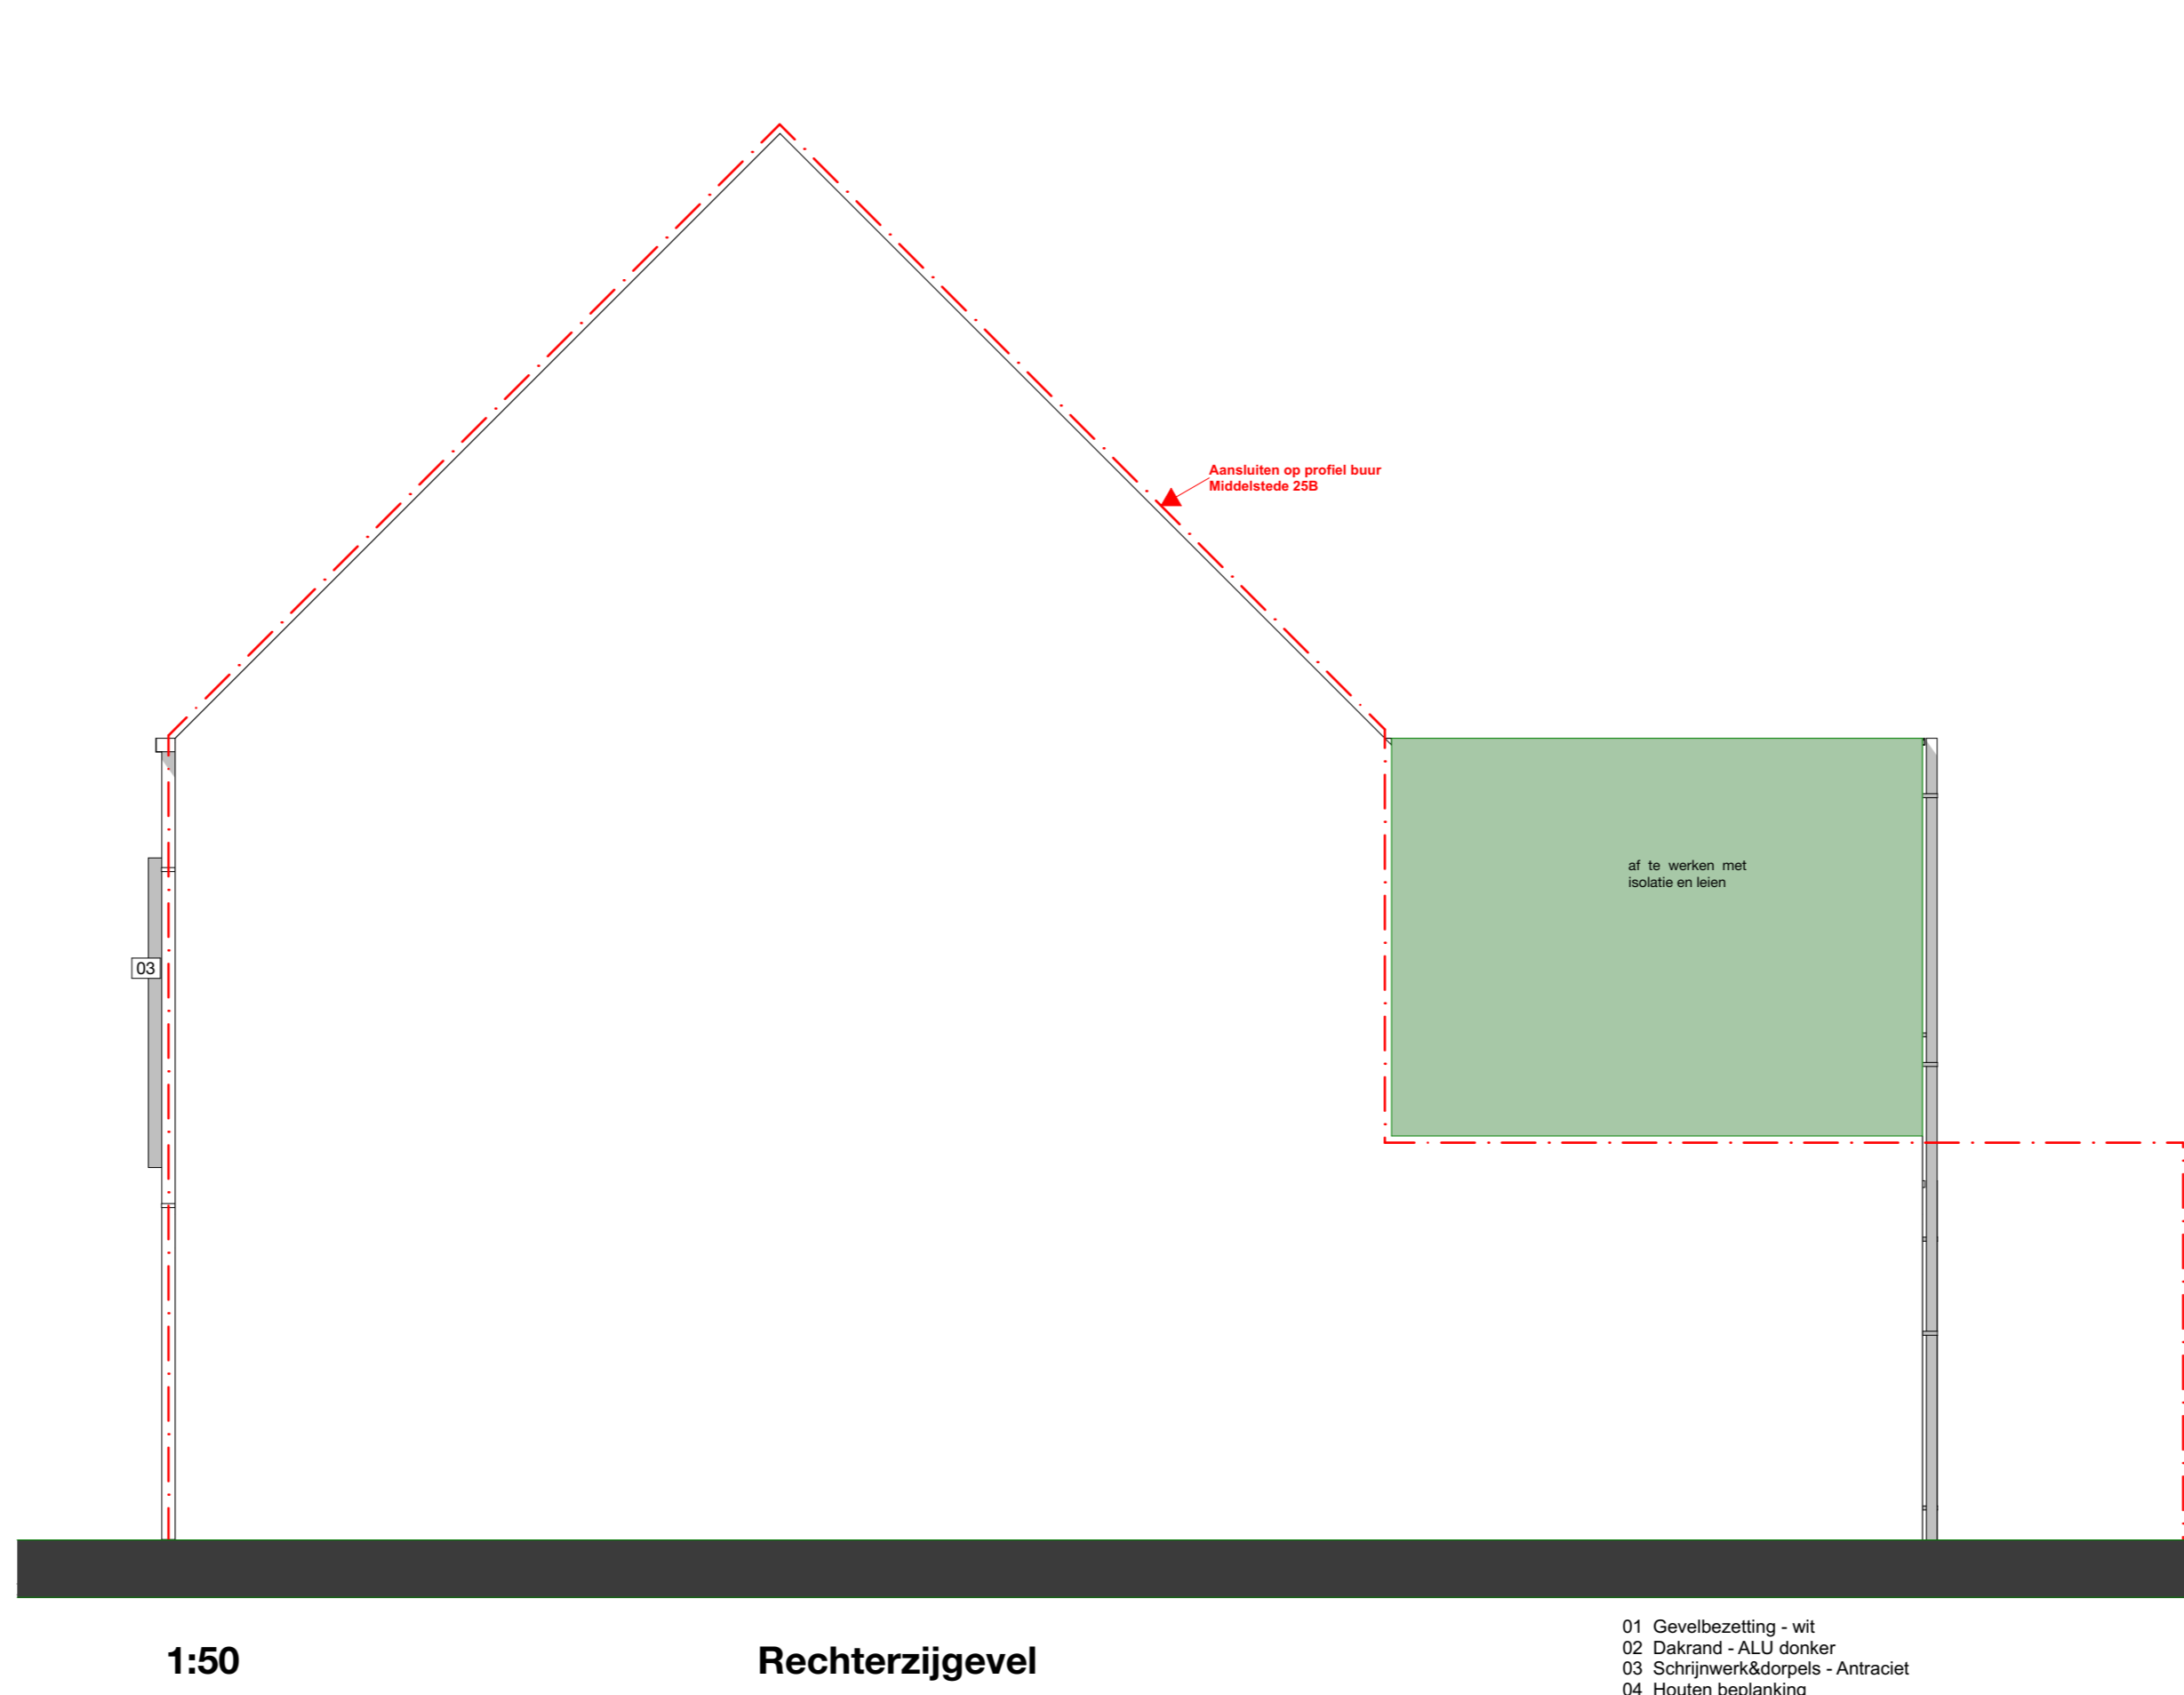 Aansluiten op profiel buur
Middelstede 25B
af te werken met
isolatie en leien
03
1:50
Rechterzijgevel
01 Gevelbezetting - wit
02 Dakrand - ALU donker
03 Schrijnwerk&dorpels - Antraciet
04 Houten beplanking